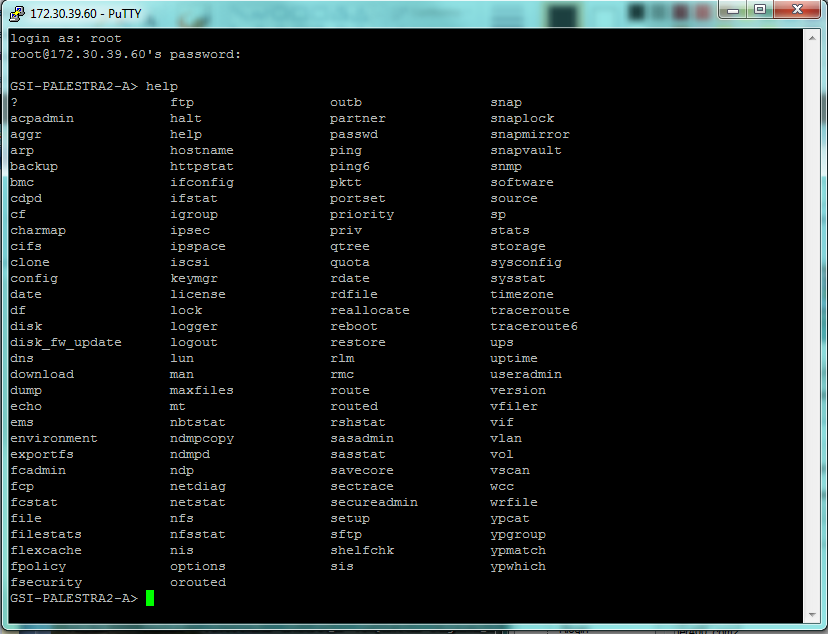 172.30.39.60 - PuTTY
login as: root
root@172.30.39.60's password:
GSI-PALESTRA2-A> help
? ftp outb snap
acpadmin halt partner snaplock
aggr help passwd snapmirror
arp hostname ping snapvault
backup httpstat ping6 snmp
bmc ifconfig pktt software
cdpd ifstat portset source
cf igroup priority sp
charmap ipsec priv stats
cifs ipspace qtree storage
clone iscsi quota sysconfig
config keymgr rdate sysstat
date license rdfile timezone
df lock reallocate traceroute
disk logger reboot traceroute6
disk_fw_update logout restore ups
dns lun rlm uptime
download man rmc useradmin
dump maxfiles route version
echo mt routed vfiler
ems nbtstat rshstat vif
environment ndmpcopy sasadmin vlan
exportfs ndmpd sasstat vol
fcadmin ndp savecore vscan
fcp netdiag sectrace wcc
fcstat netstat secureadmin wrfile
file nfs setup ypcat
filestats nfsstat sftp ypgroup
flexcache nis shelfchk ypmatch
fpolicy options sis ypwhich
fsecurity orouted
GSI-PALESTRA2-A>